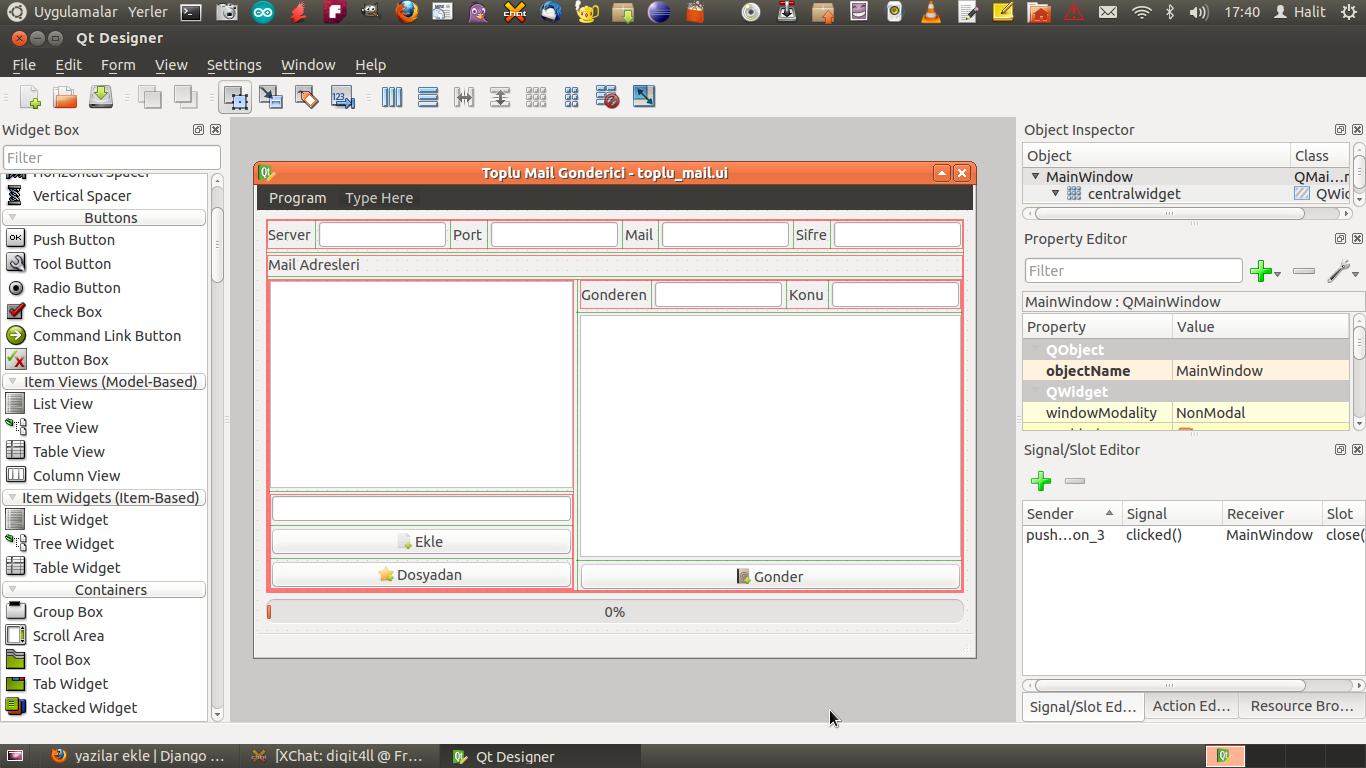 Uygulamalar Yerler 17:40 Halit
Qt Designer
File Edit Form View Settings Window Help
Widget Box
Filter
Horizontal Spacer
Vertical Spacer
Buttons
Push Button
Tool Button
Radio Button
Check Box
Command Link Button
Button Box
Item Views (Model-Based)
List View
Tree View
Table View
Column View
Item Widgets (Item-Based)
List Widget
Tree Widget
Table Widget
Containers
Group Box
Scroll Area
Tool Box
Tab Widget
Stacked Widget
Toplu Mail Gonderici - toplu_mail.ui
Program Type Here
Server Port Mail Sifre
Mail Adresleri
Gonderen Konu
Ekle
Dosyadan
Gonder
0%
Object Inspector
Object Class
MainWindow QMai...r
centralwidget QWid
Property Editor
Filter
MainWindow : QMainWindow
Property Value
QObject
objectName MainWindow
QWidget
windowModality NonModal
Signal/Slot Editor
Sender Signal Receiver Slot
push...on_3 clicked() MainWindow close(
Signal/Slot Ed... Action Ed... Resource Bro...
yazilar ekle | Django ... [XChat: digit4ll @ Fr... Qt Designer